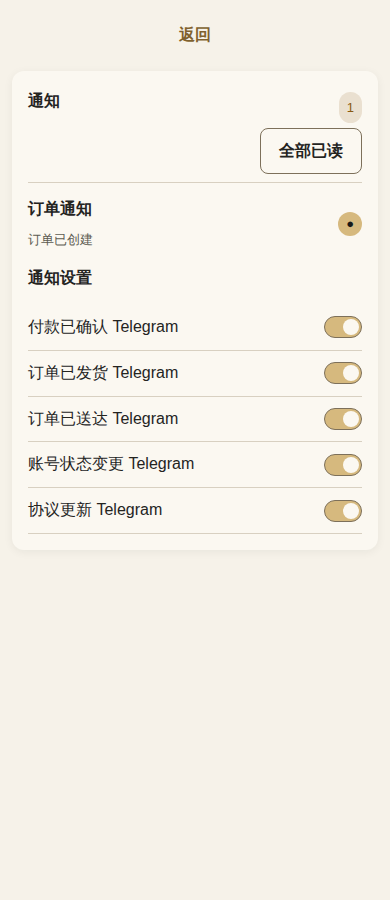 返回
通知
1
全部已读
订单通知
订单已创建
通知设置
付款已确认 Telegram
订单已发货 Telegram
订单已送达 Telegram
账号状态变更 Telegram
协议更新 Telegram